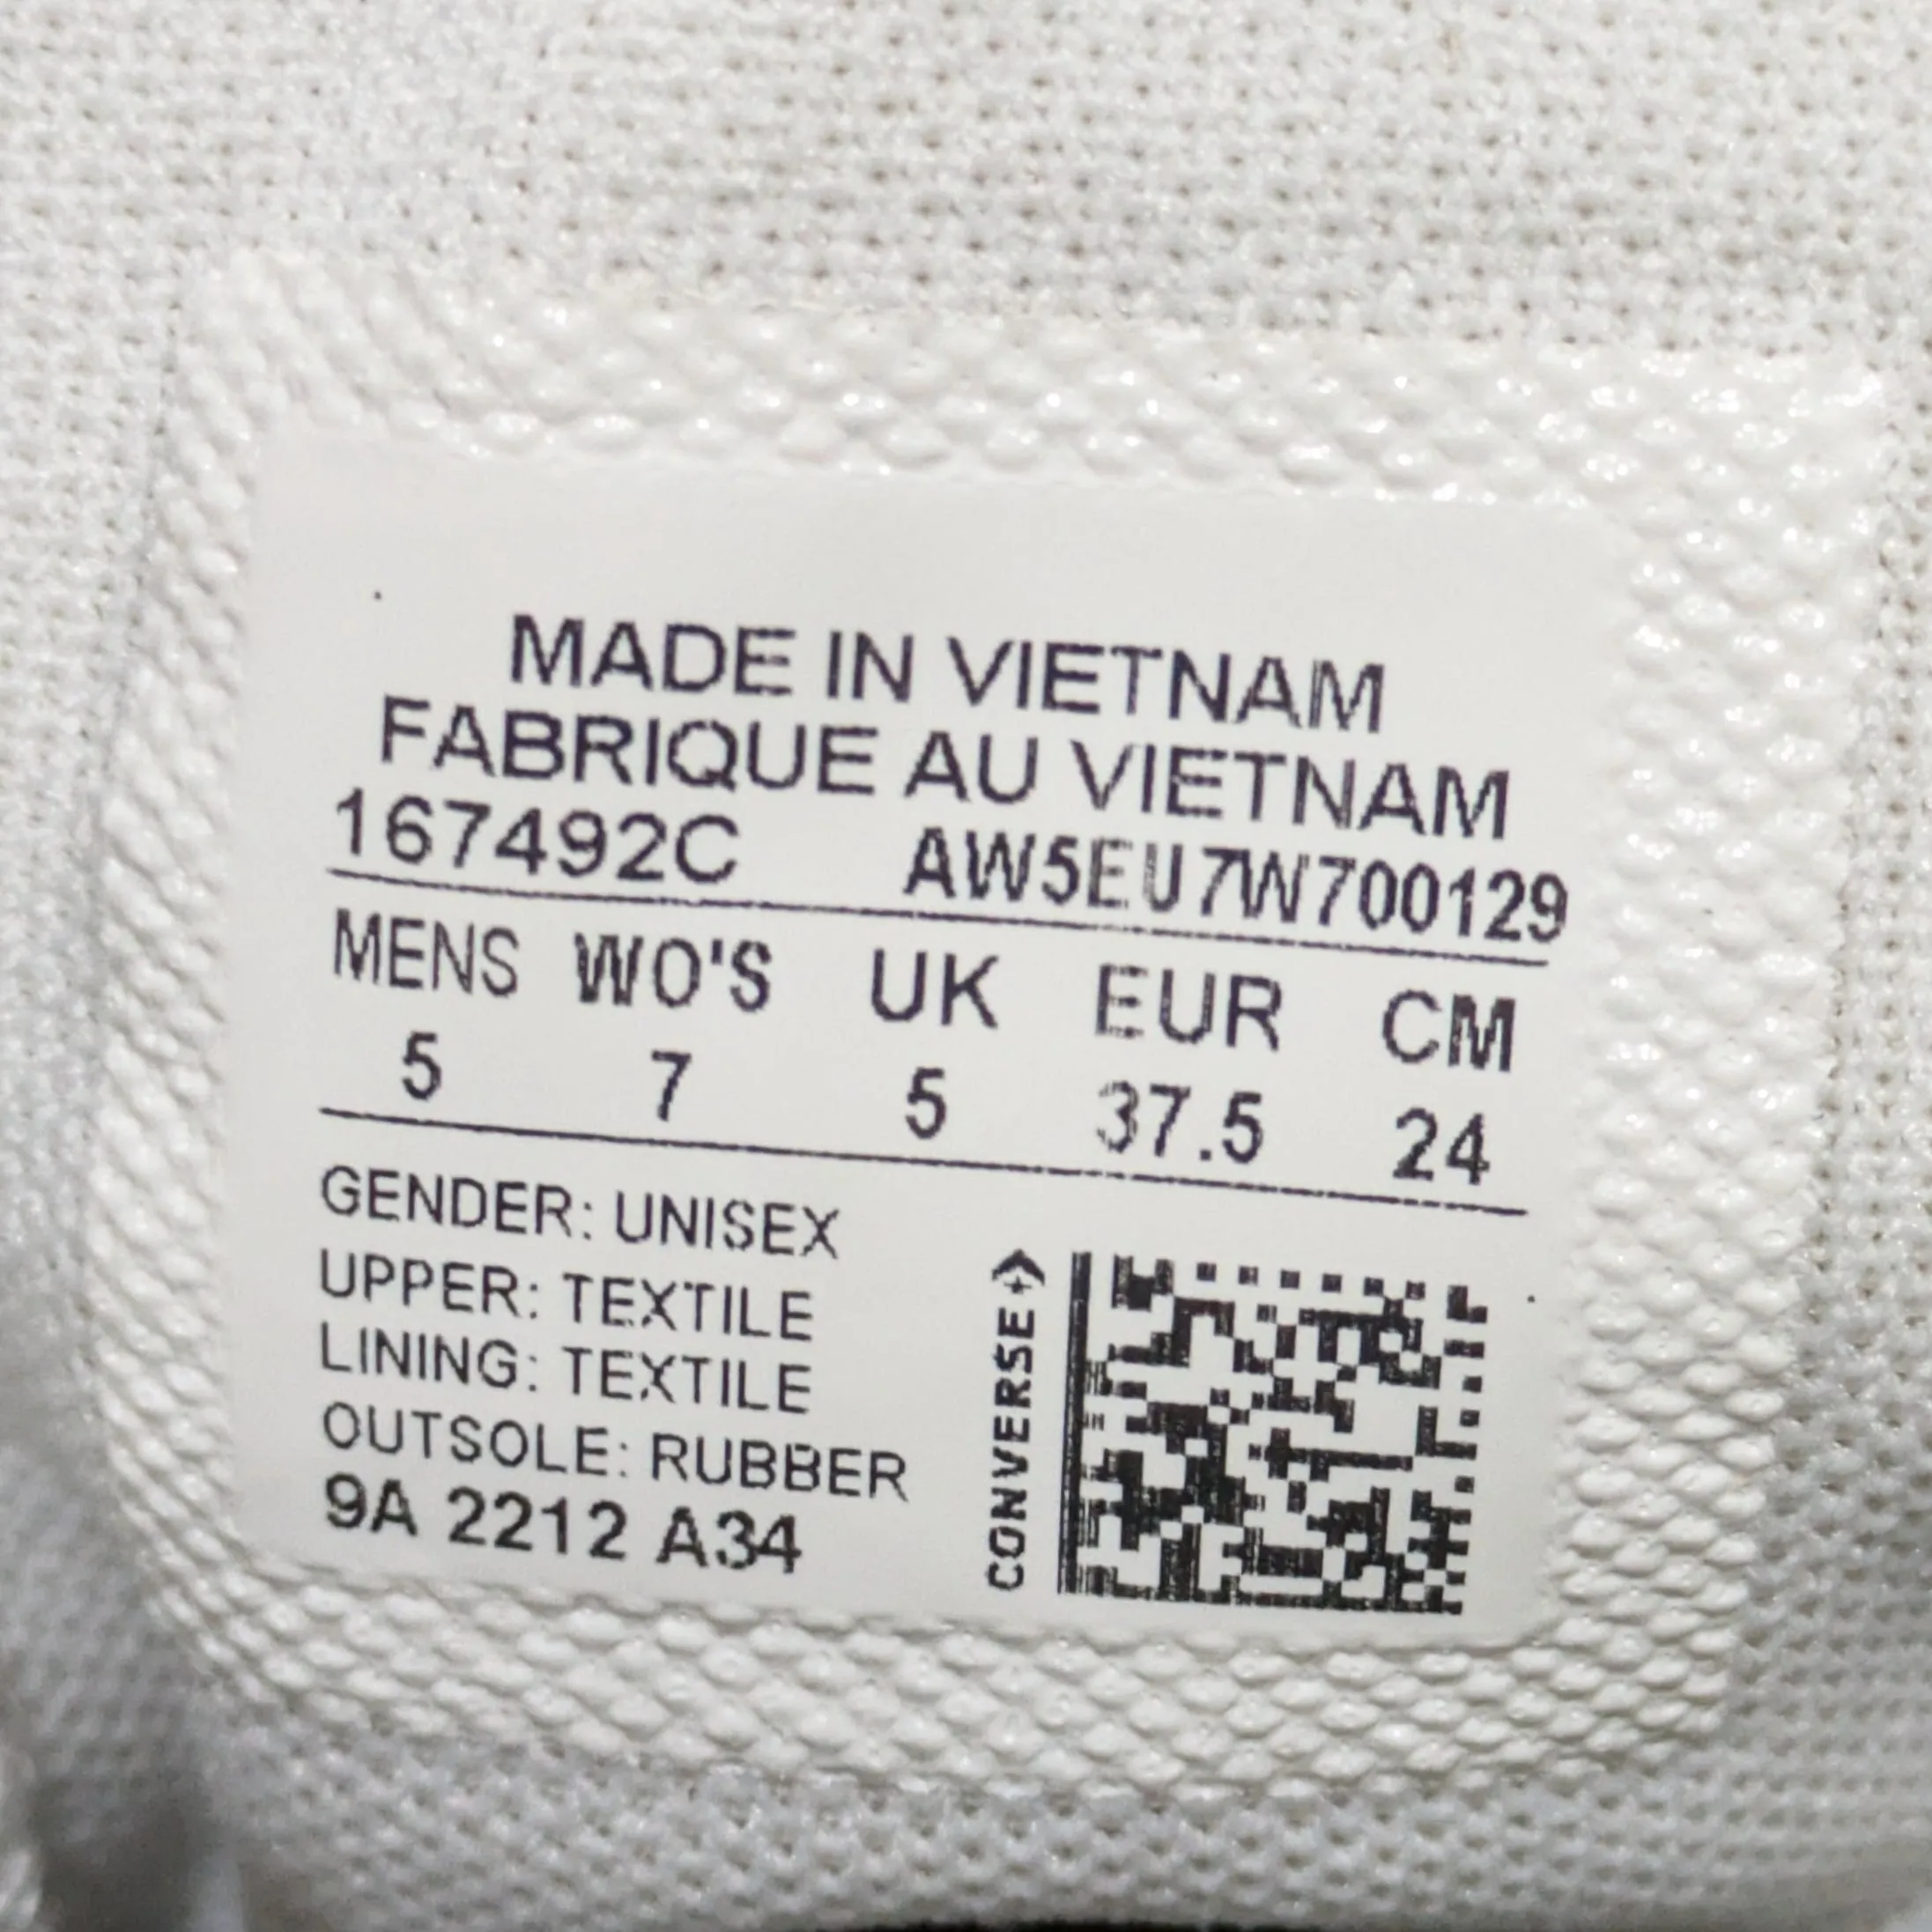 MADE IN VIETNAM
FABRIQUE AU VIETNAM
167492C AW5EU7W700129
MENS WO'S UK EUR CM
5 7 5 37.5 24
GENDER: UNISEX
UPPER: TEXTILE
LINING: TEXTILE
OUTSOLE: RUBBER
9A 2212 A34
CONVERSE